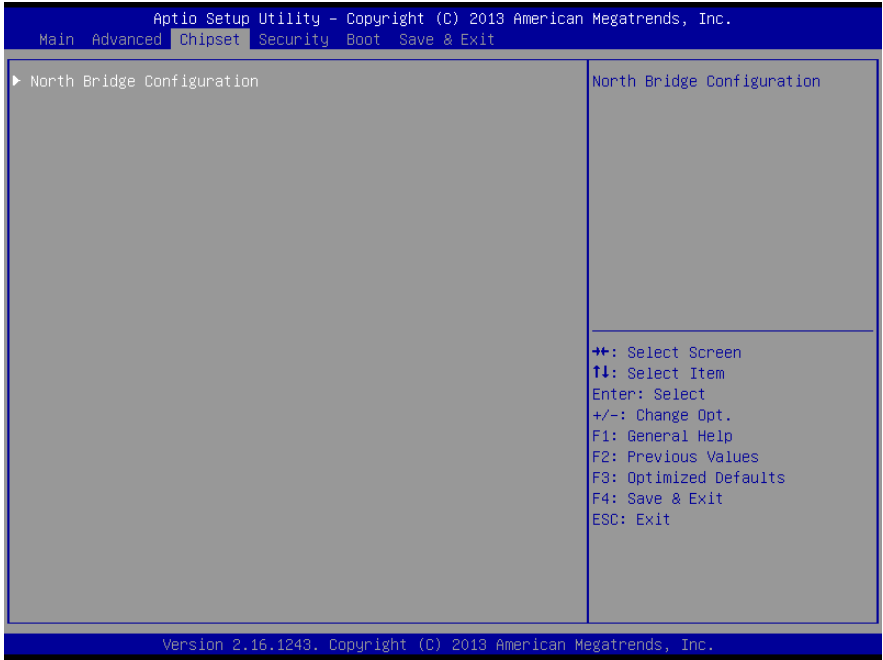 Aptio Setup Utility – Copyright (C) 2013 American Megatrends, Inc.
Main Advanced Chipset Security Boot Save & Exit
▶ North Bridge Configuration
North Bridge Configuration
→←: Select Screen
↑↓: Select Item
Enter: Select
+/-: Change Opt.
F1: General Help
F2: Previous Values
F3: Optimized Defaults
F4: Save & Exit
ESC: Exit
Version 2.16.1243. Copyright (C) 2013 American Megatrends, Inc.